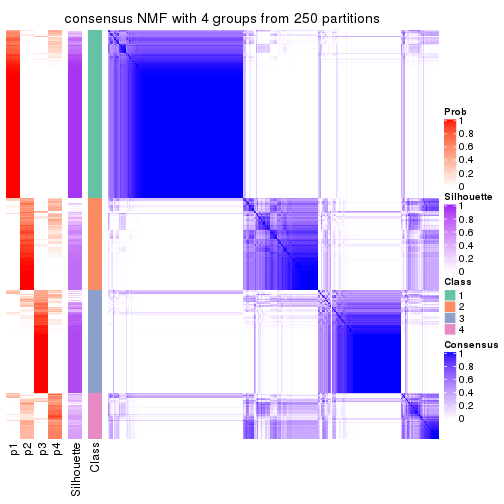 consensus NMF with 4 groups from 250 partitions
p1
p2
p3
p4
Silhouette
Class
Prob
1
0.8
0.6
0.4
0.2
0
Silhouette
1
0.8
0.6
0.4
0.2
0
Class
1
2
3
4
Consensus
1
0.8
0.6
0.4
0.2
0